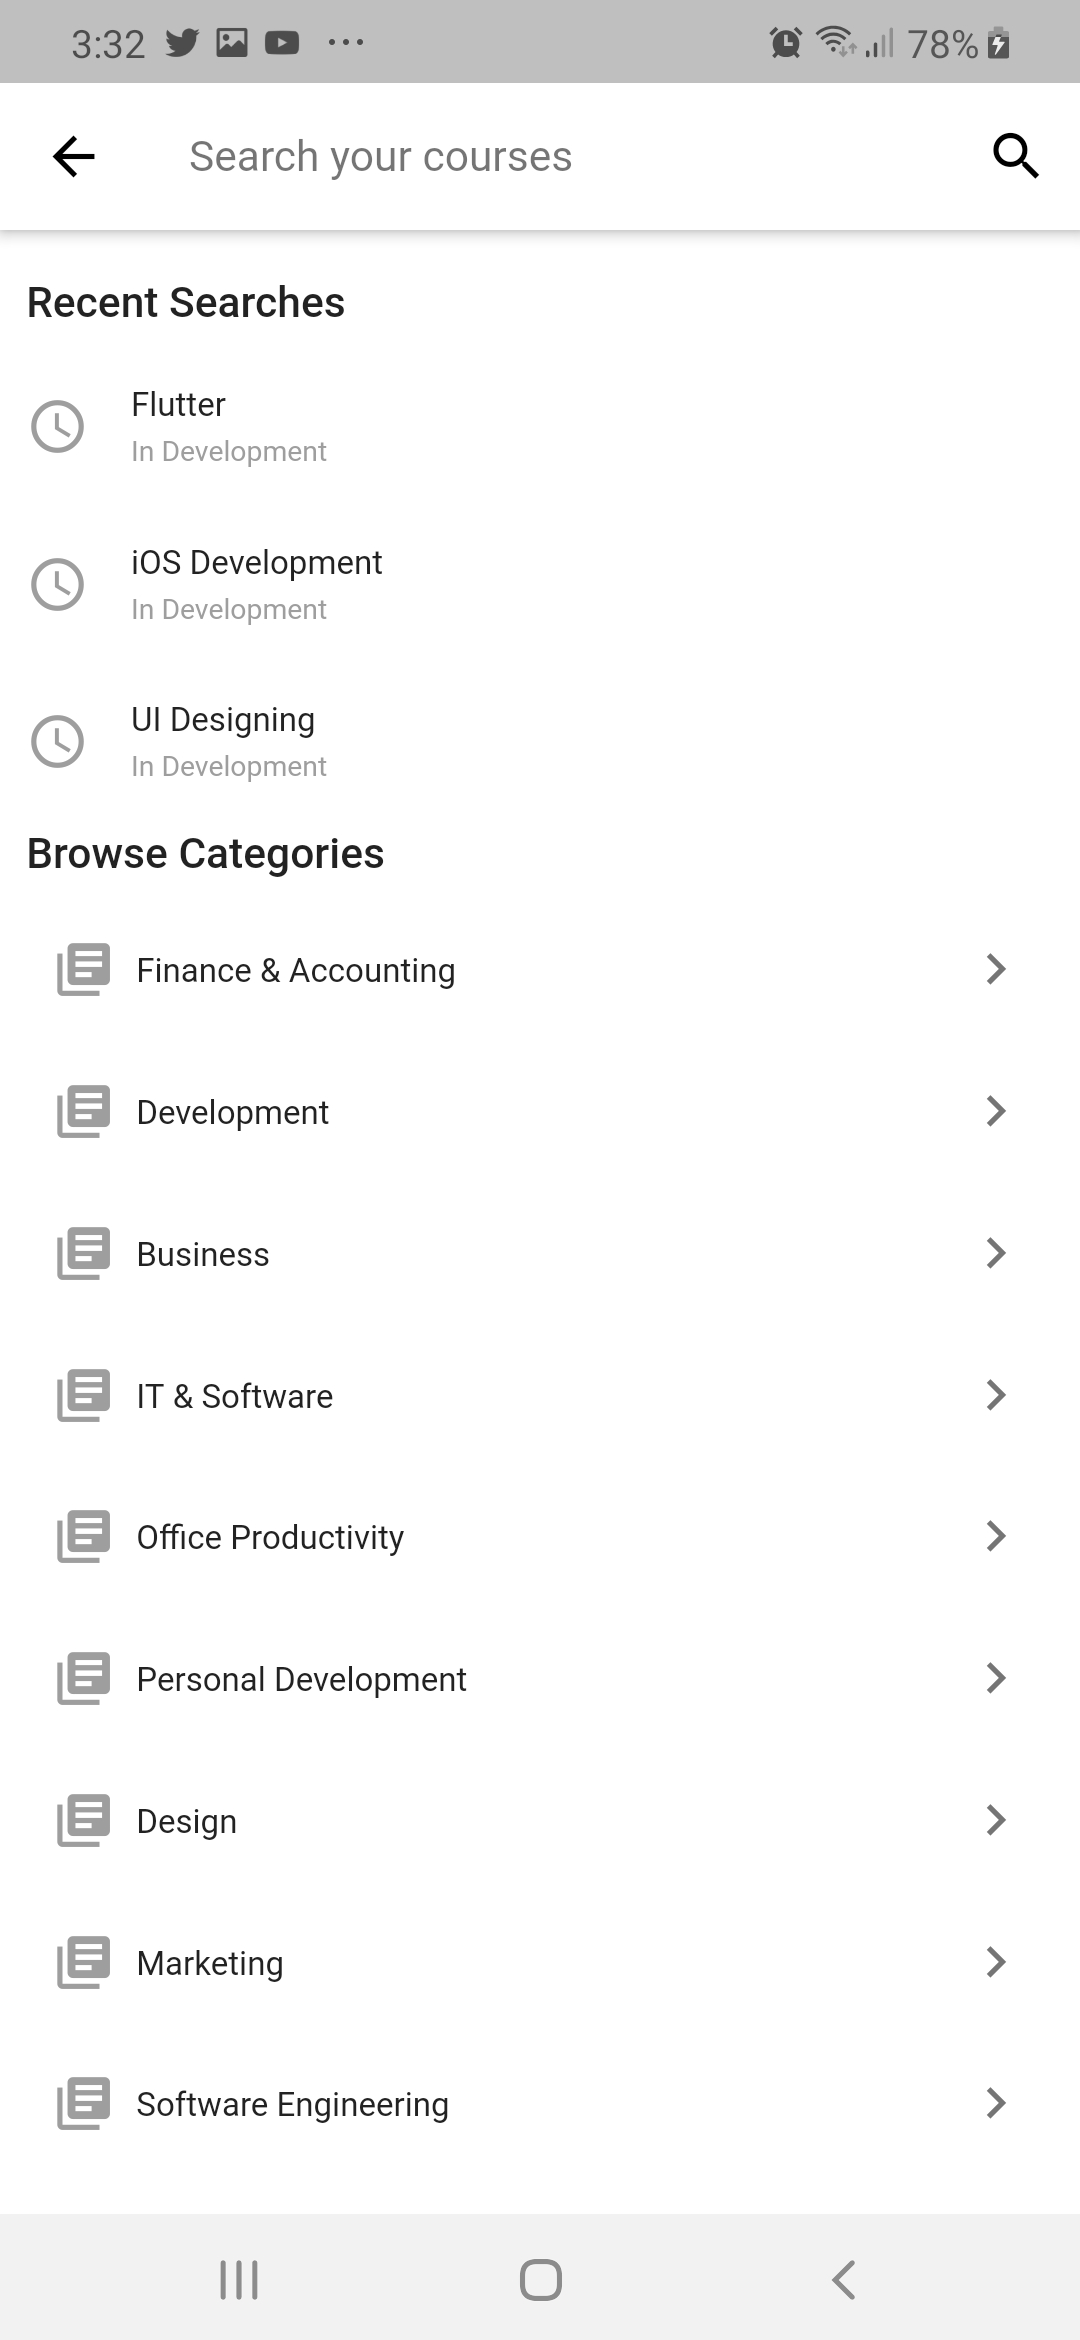 3:32
78%
Search your courses
Recent Searches
Flutter
In Development
iOS Development
In Development
UI Designing
In Development
Browse Categories
Finance & Accounting
Development
Business
IT & Software
Office Productivity
Personal Development
Design
Marketing
Software Engineering